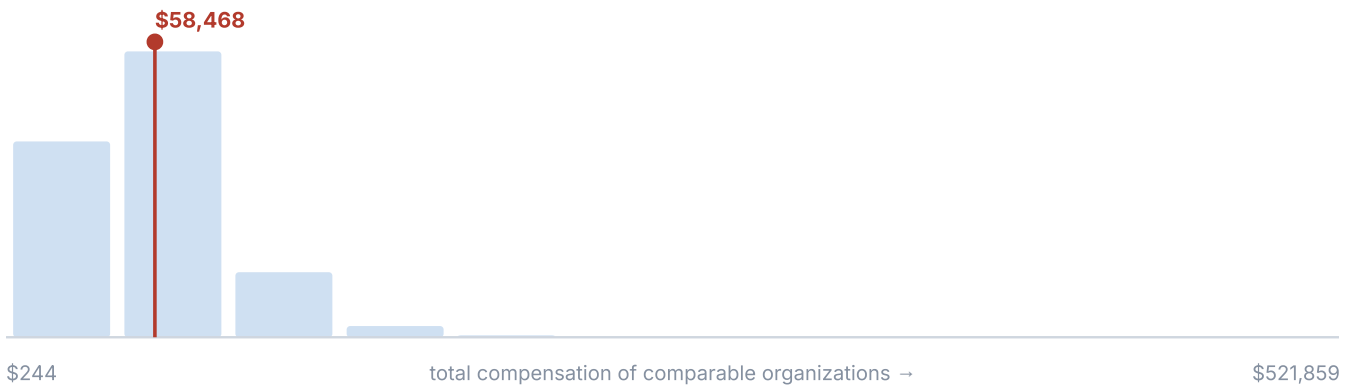 $58,468
$244
total compensation of comparable organizations →
$521,859